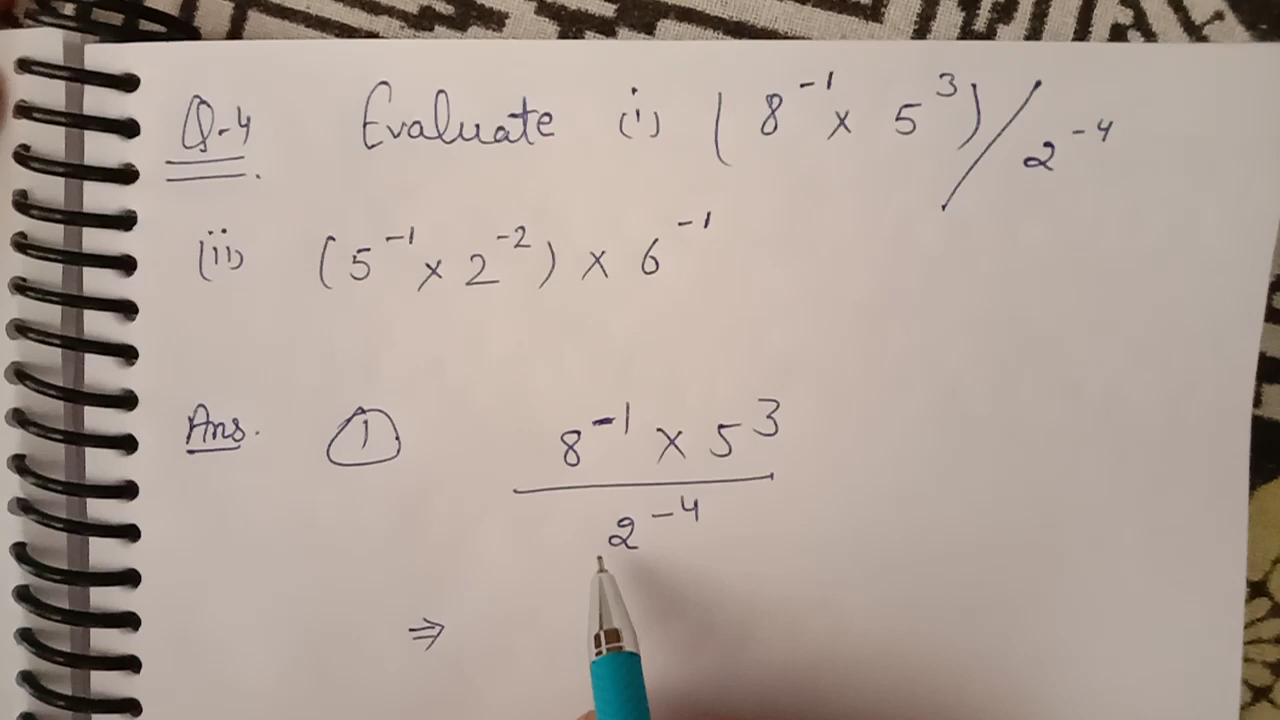 Q-4 Evaluate (i) (8⁻¹ x 5³) / 2⁻⁴
(ii) (5⁻¹ x 2⁻²) x 6⁻¹
Ans. ① 8⁻¹ x 5³
2⁻⁴
⇒